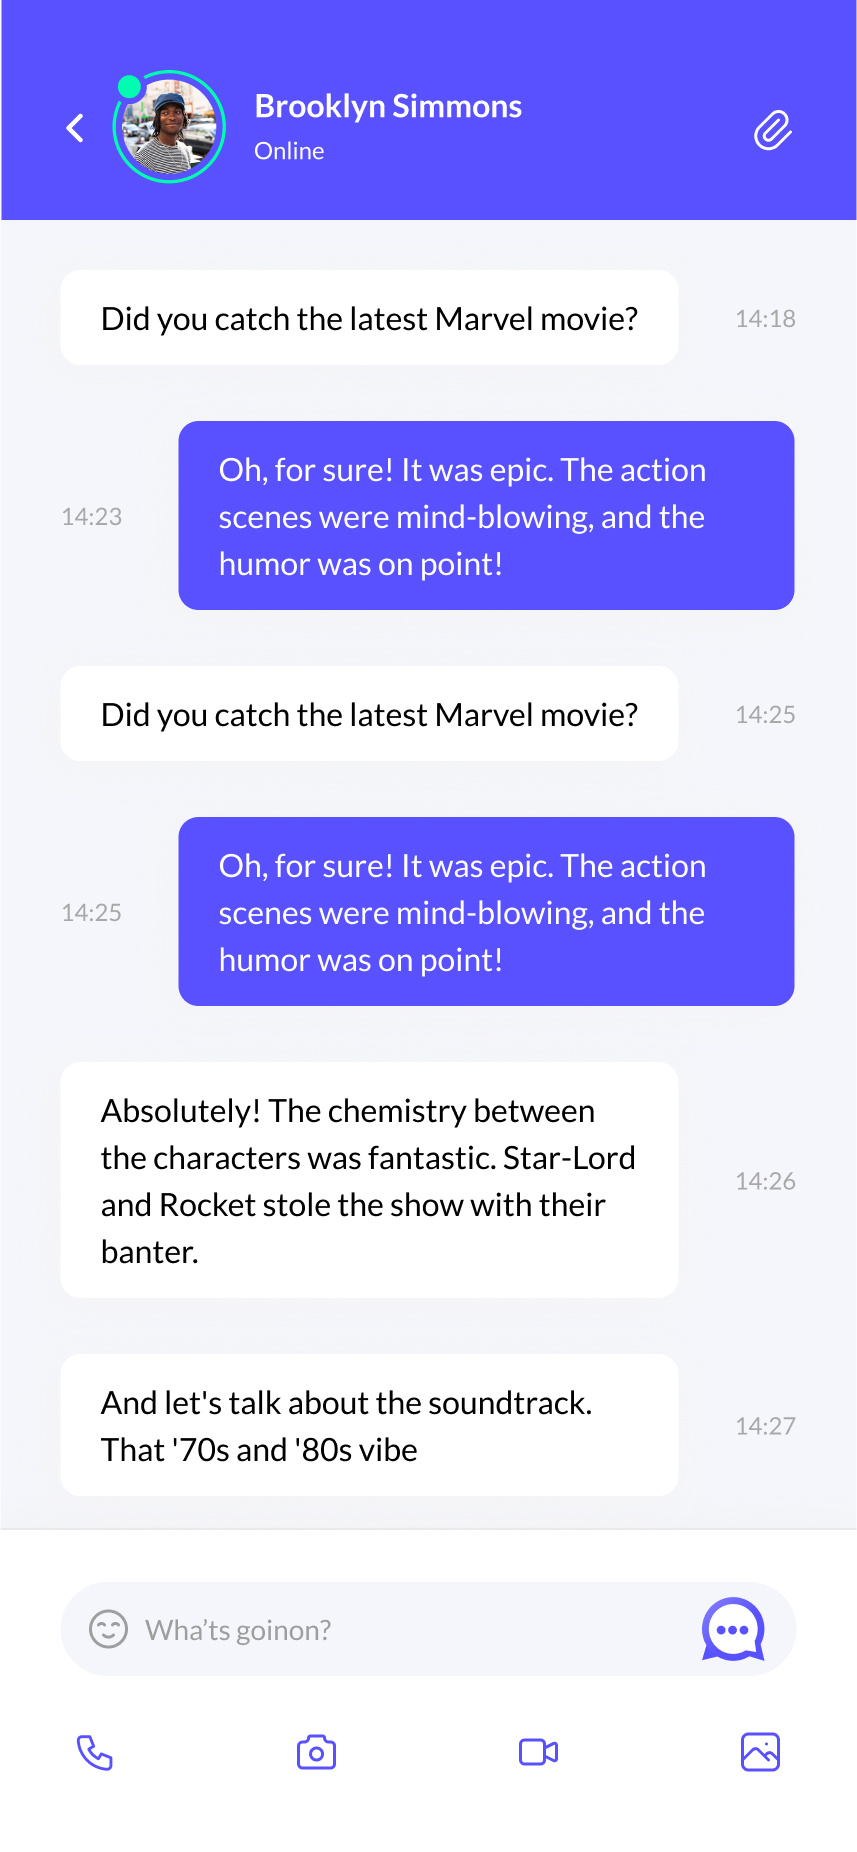 Brooklyn Simmons
Online
Did you catch the latest Marvel movie?
14:18
Oh, for sure! It was epic. The action
scenes were mind-blowing, and the
humor was on point!
14:23
Did you catch the latest Marvel movie?
14:25
Oh, for sure! It was epic. The action
scenes were mind-blowing, and the
humor was on point!
14:25
Absolutely! The chemistry between
the characters was fantastic. Star-Lord
and Rocket stole the show with their
banter.
14:26
And let's talk about the soundtrack.
That '70s and '80s vibe
14:27
Wha’ts goinon?